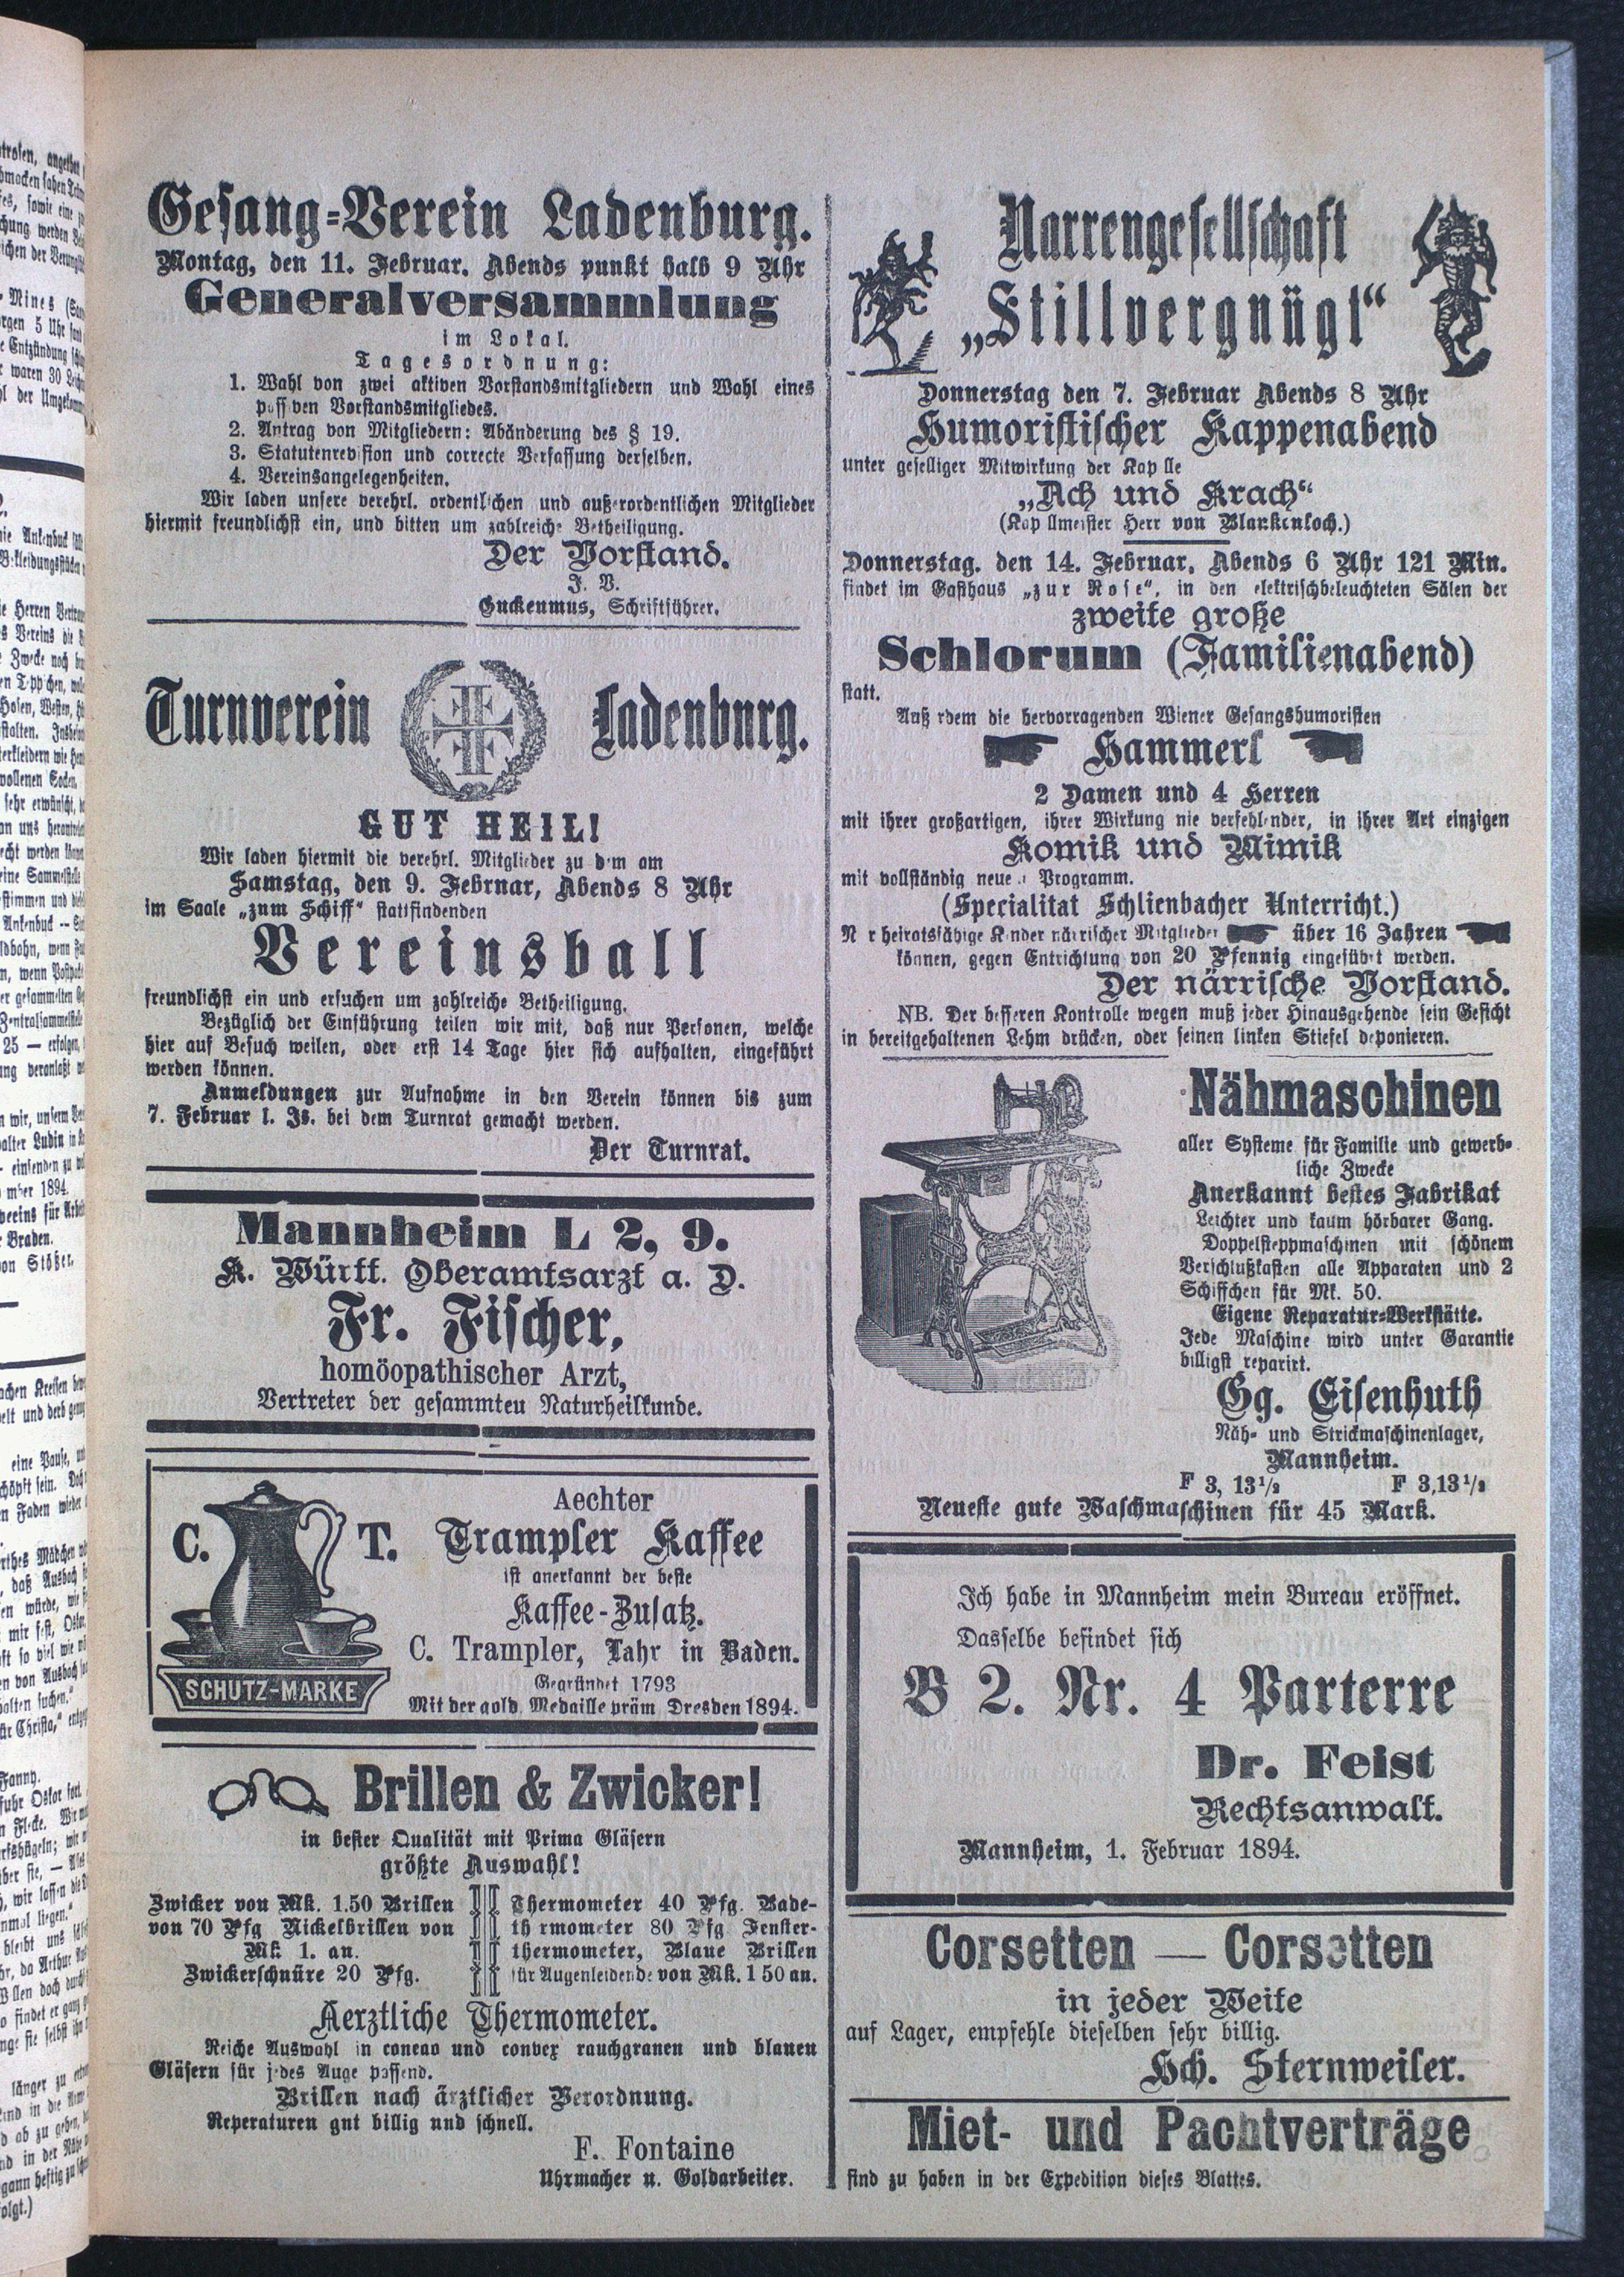 Gesang-Verein Ladenburg.
Montag, den 11. Februar. Abends punkt halb 9 Uhr
Generalversammlung
im Lokal.
Tagesordnung:
1. Wahl von zwei aktiven Vorstandsmitgliedern und Wahl eines
passiven Vorstandsmitgliedes.
2. Antrag von Mitgliedern: Abänderung des § 19.
3. Statutenrevision und correcte Verfassung derselben.
4. Vereinsangelegenheiten.
Wir laden unsere verehrl. ordentlichen und außerordentlichen Mitglieder
hiermit freundlichst ein, und bitten um zahlreiche Betheiligung.
Der Vorstand.
J. V.
Guckenmus, Schriftführer.
Turnverein Ladenburg.
GUT HEIL!
Wir laden hiermit die verehrl. Mitglieder zu dem am
Samstag, den 9. Februar, Abends 8 Uhr
im Saale „zum Schiff“ stattfindenden
Vereinsball
freundlichst ein und ersuchen um zahlreiche Betheiligung.
Bezüglich der Einführung teilen wir mit, daß nur Personen, welche
hier auf Besuch weilen, oder erst 14 Tage hier sich aufhalten, eingeführt
werden können.
Anmeldungen zur Aufnahme in den Verein können bis zum
7. Februar l. Js. bei dem Turnrat gemacht werden.
Der Turnrat.
Mannheim L 2, 9.
K. Württ. Oberamtsarzt a. D.
Fr. Fischer,
homöopathischer Arzt,
Vertreter der gesammteu Naturheilkunde.
C. T.
SCHUTZ-MARKE
Aechter
Trampler Kaffee
ist anerkannt der beste
Kaffee-Zusatz.
C. Trampler, Lahr in Baden.
Gegründet 1793
Mit der gold. Medaille präm. Dresden 1894.
Brillen & Zwicker!
in bester Qualität mit Prima Gläsern
größte Auswahl!
Zwicker von Mk. 1.50 Brillen
von 70 Pfg Nickelbrillen von
Mk 1. an.
Zwickerschnüre 20 Pfg.
Thermometer 40 Pfg. Bade-
th rmometer 80 Pfg Fenster-
thermometer, Blaue Brillen
für Augenleidende von Mk. 1 50 an.
Aerztliche Thermometer.
Reiche Auswahl in concao und convex rauchgranen und blauen
Gläsern für jedes Auge passend.
Brillen nach ärztlicher Verordnung.
Reperaturen gut billig und schnell.
F. Fontaine
Uhrmacher u. Goldarbeiter.
Narrengesellschaft
„Stillvergnügt“
Donnerstag den 7. Februar Abends 8 Uhr
Humoristischer Kappenabend
unter geselliger Mitwirkung der Kap lle
„Ach und Krach“
(Kap llmeister Herr von Blankenloch.)
Donnerstag. den 14. Februar, Abends 6 Uhr 121 Min.
findet im Gasthaus „zur Rose“, in den elektrischbeleuchteten Sälen der
zweite große
Schlorum (Familienabend)
statt.
Auß rdem die hervorragenden Wiener Gesangshumoristen
Hammerl
2 Damen und 4 Herren
mit ihrer großartigen, ihrer Wirkung nie verfehlender, in ihrer Art einzigen
Komik und Mimik
mit vollständig neue Programm.
(Specialitat Schlienbacher Unterricht.)
N r heiratsfähige Kinder närrischer Mitglieder über 16 Jahren
können, gegen Entrichtung von 20 Pfennig eingeführt werden.
Der närrische Vorstand.
NB. Der besseren Kontrolle wegen muß jeder Hinausgehende sein Gesicht
in bereitgehaltenen Lehm drücken, oder seinen linken Stiefel deponieren.
Nähmaschinen
aller Systeme für Familie und gewerb-
liche Zwecke
Anerkannt bestes Fabrikat
Leichter und kaum hörbarer Gang.
Doppelsteppmaschinen mit schönem
Verschlußkasten alle Apparaten und 2
Schiffchen für Mk. 50.
Eigene Reparatur-Werkstätte.
Jede Maschine wird unter Garantie
billigst reparirt.
Gg. Eisenhuth
Näh- und Strickmaschinenlager,
Mannheim.
F 3, 13½ F 3,13½
Neueste gute Waschmaschinen für 45 Mark.
Ich habe in Mannheim mein Bureau eröffnet.
Dasselbe befindet sich
B 2. Nr. 4 Parterre
Dr. Feist
Rechtsanwalt.
Mannheim, 1. Februar 1894.
Corsetten — Corsetten
in jeder Weite
auf Lager, empfehle dieselben sehr billig.
Hch. Sternweiler.
Miet- und Pachtverträge
sind zu haben in der Expedition dieses Blattes.